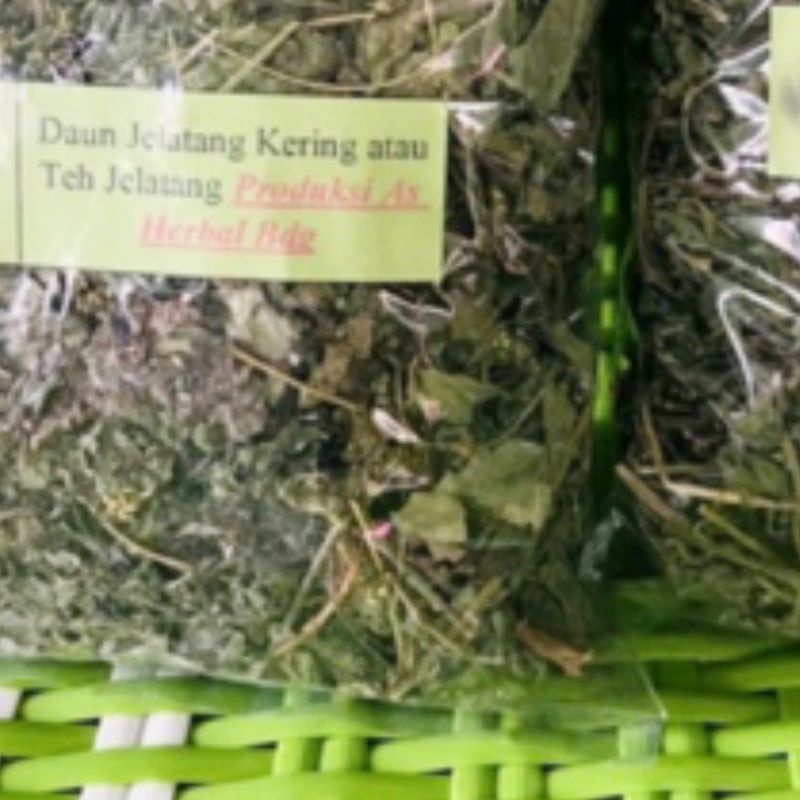 Daun Jelatang Kering atau
Teh Jelatang Produksi As
Herbal Bdg